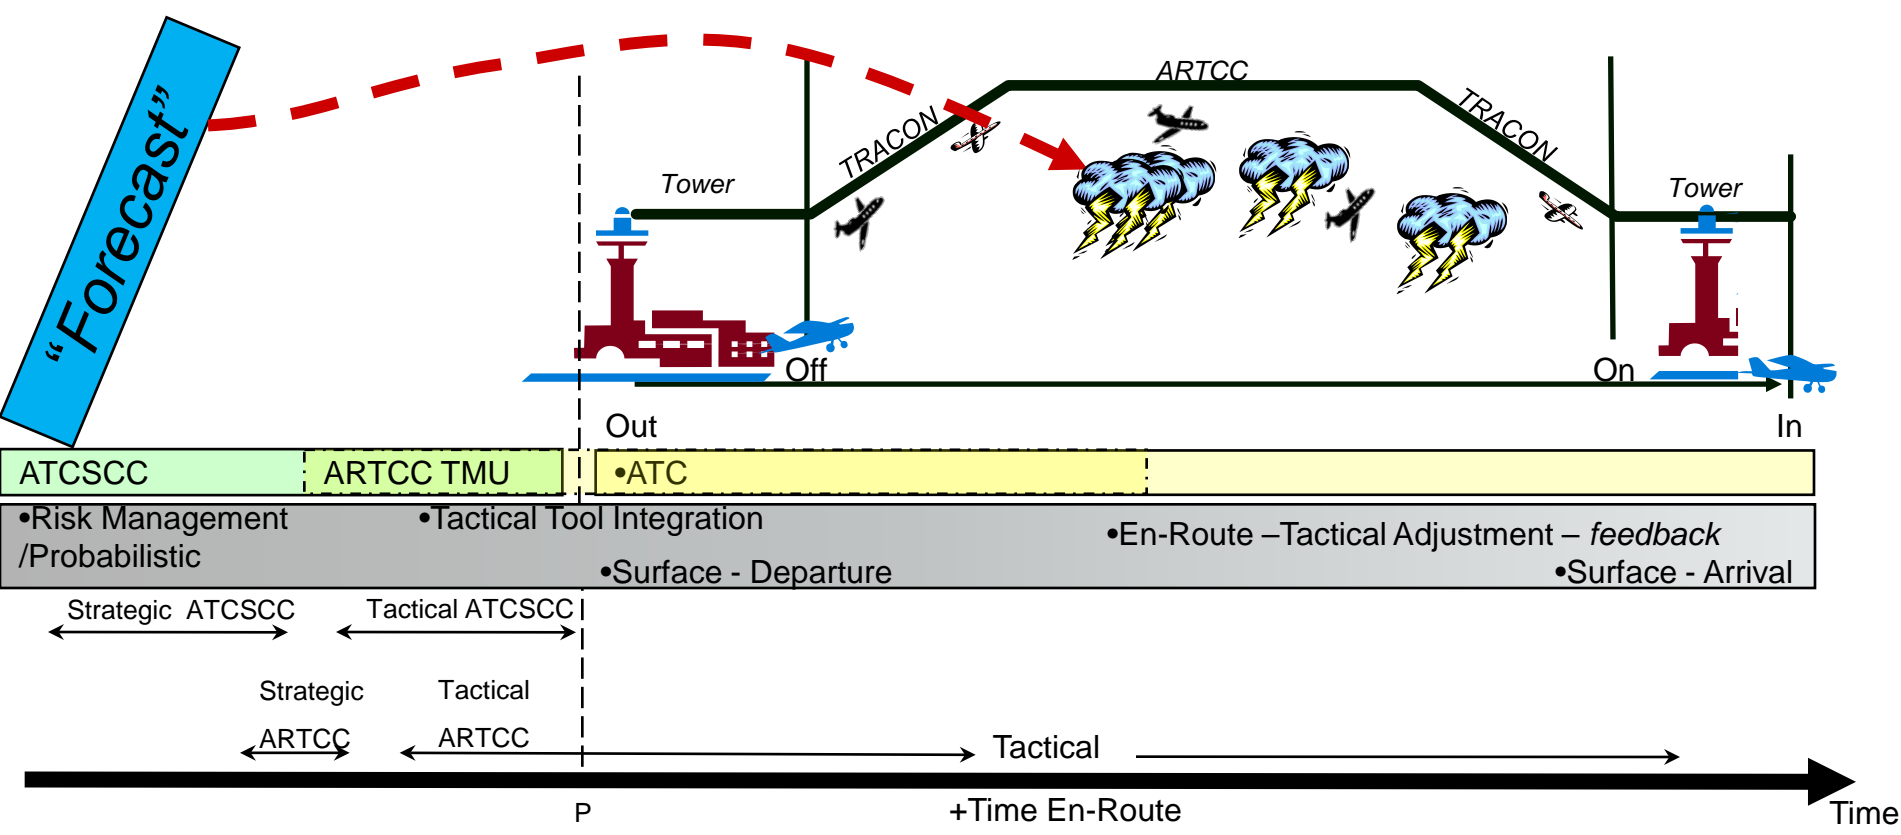 “Forecast”
ARTCC
TRACON
TRACON
Tower
Tower
Off
On
Out
In
ATCSCC
ARTCC TMU
•ATC
•Risk Management
/Probabilistic
•Tactical Tool Integration
•En-Route –Tactical Adjustment – feedback
•Surface - Departure
•Surface - Arrival
Strategic ATCSCC
Tactical ATCSCC
Strategic
ARTCC
Tactical
ARTCC
Tactical
P
+Time En-Route
Time